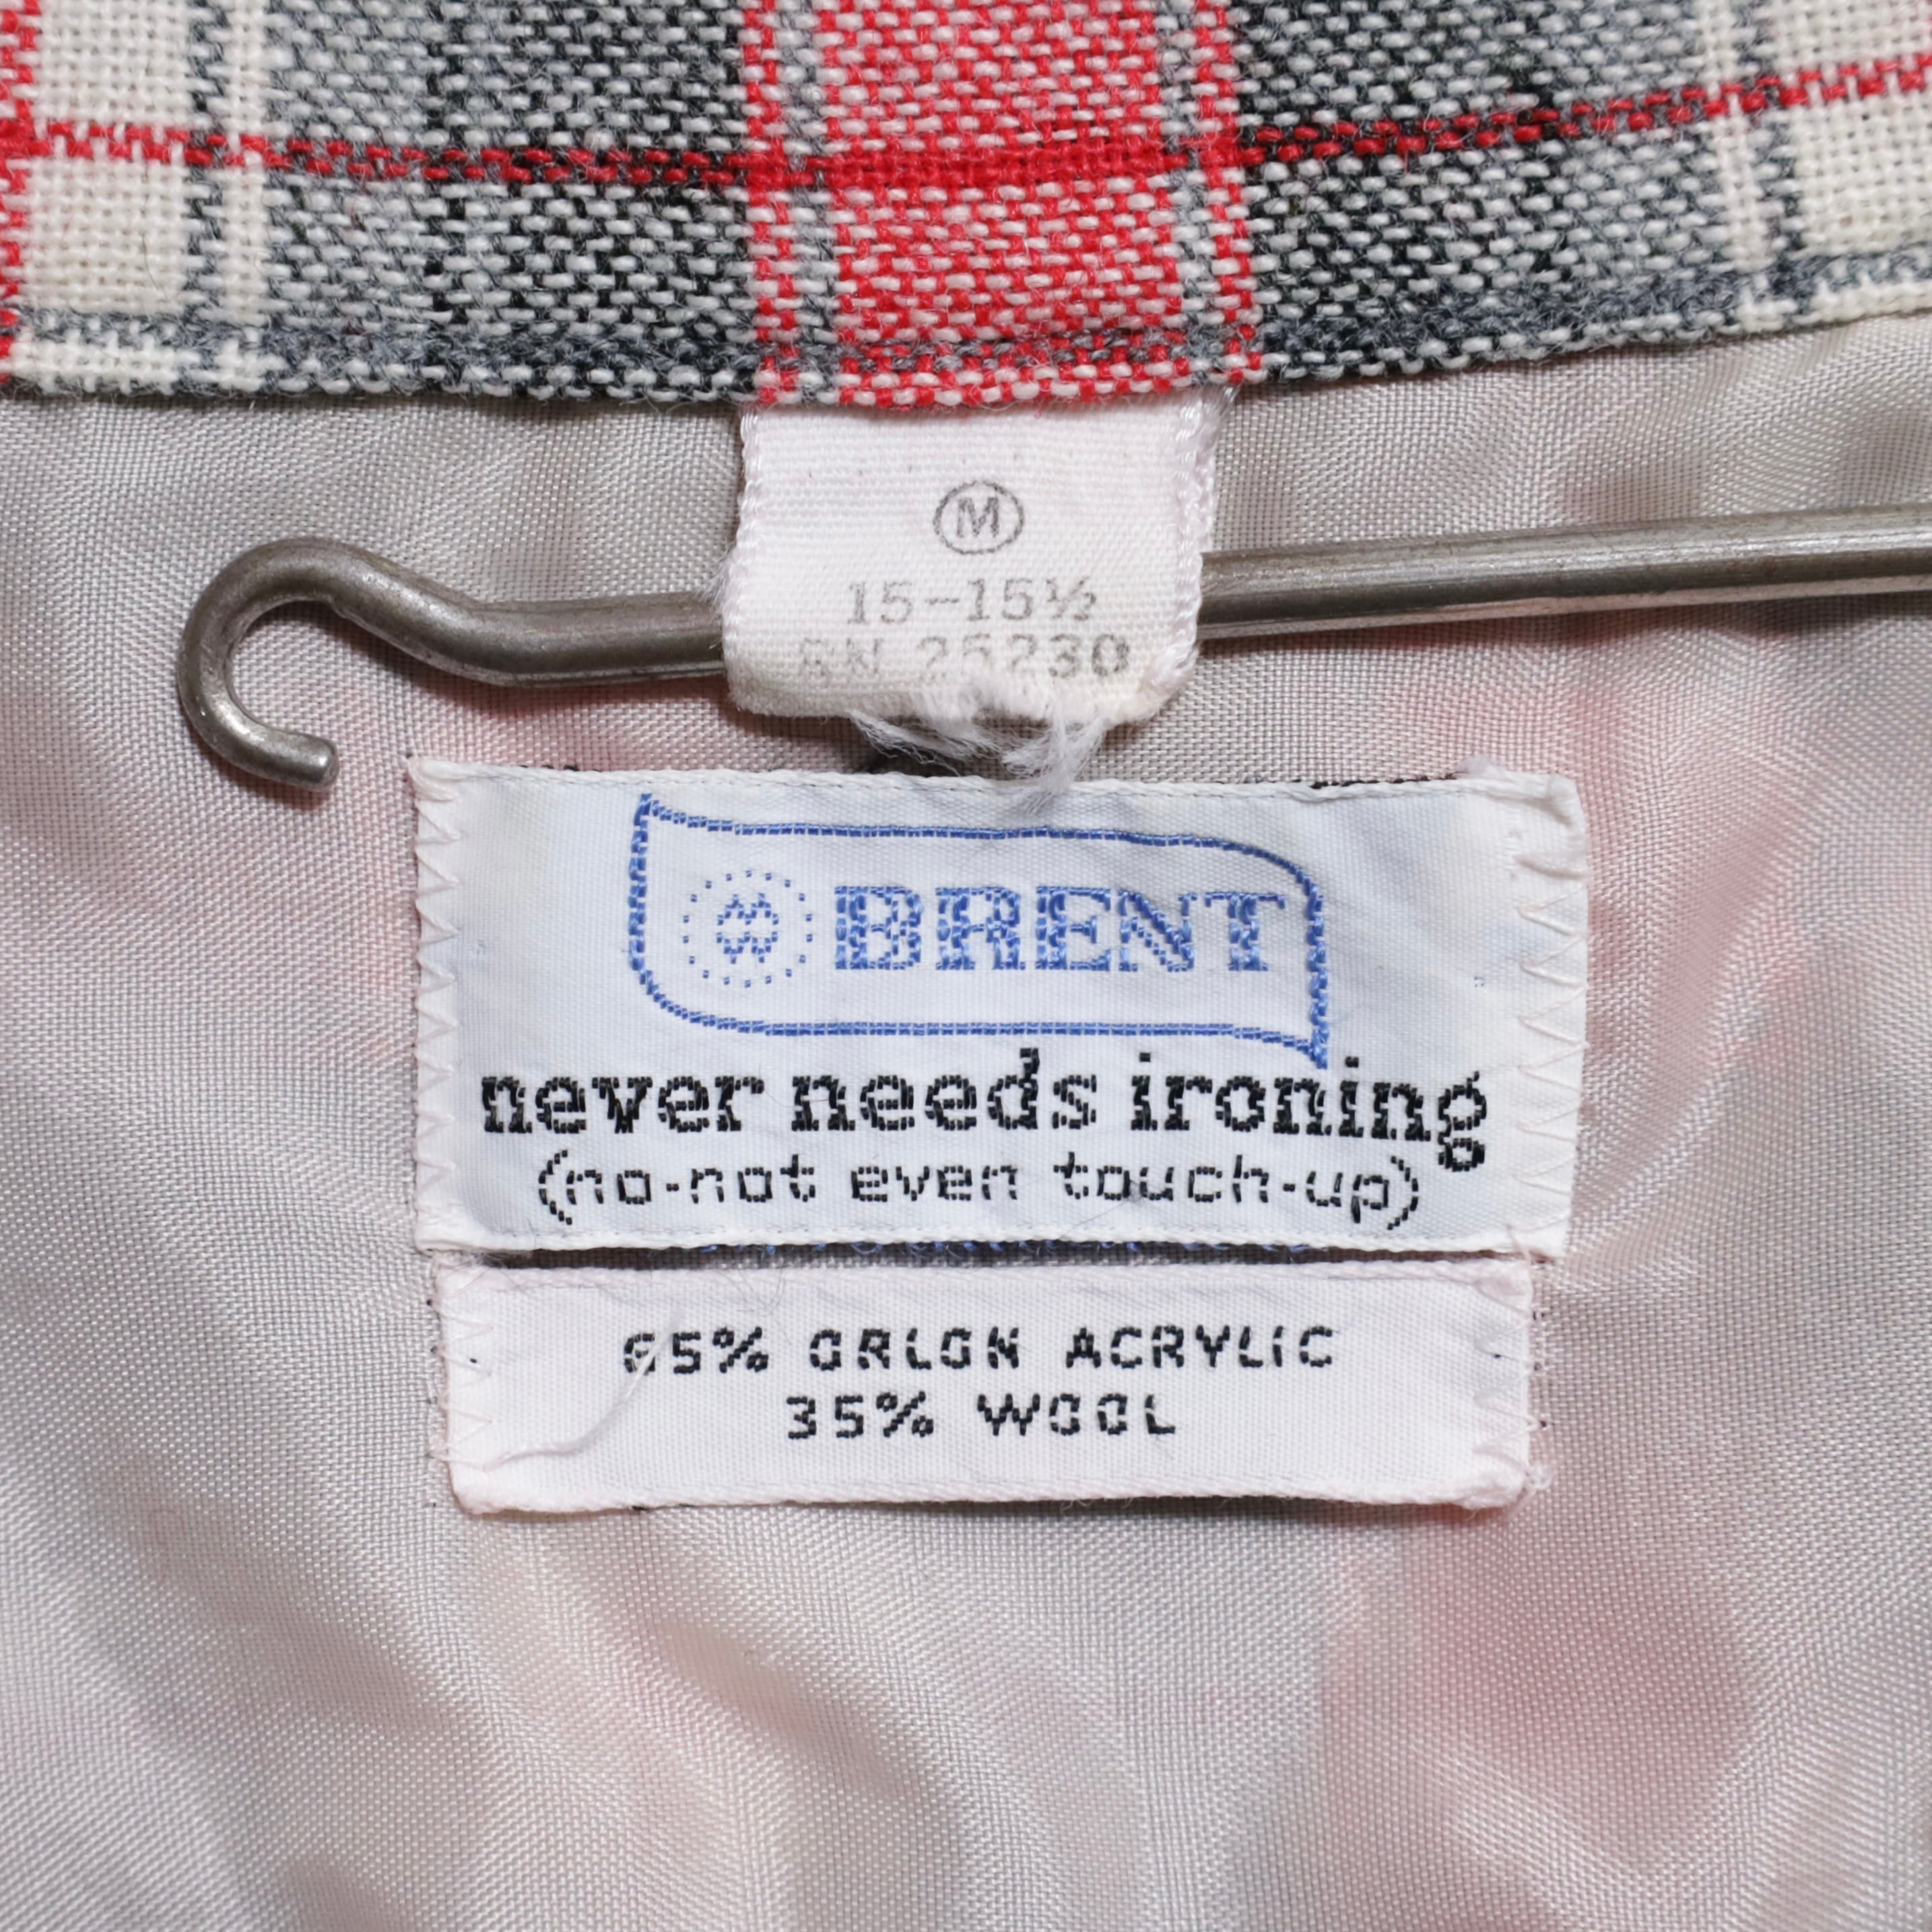 M
15-15½
RN 25230
MW BRENT
never needs ironing
(no-not even touch-up)
65% ORLON ACRYLIC
35% WOOL